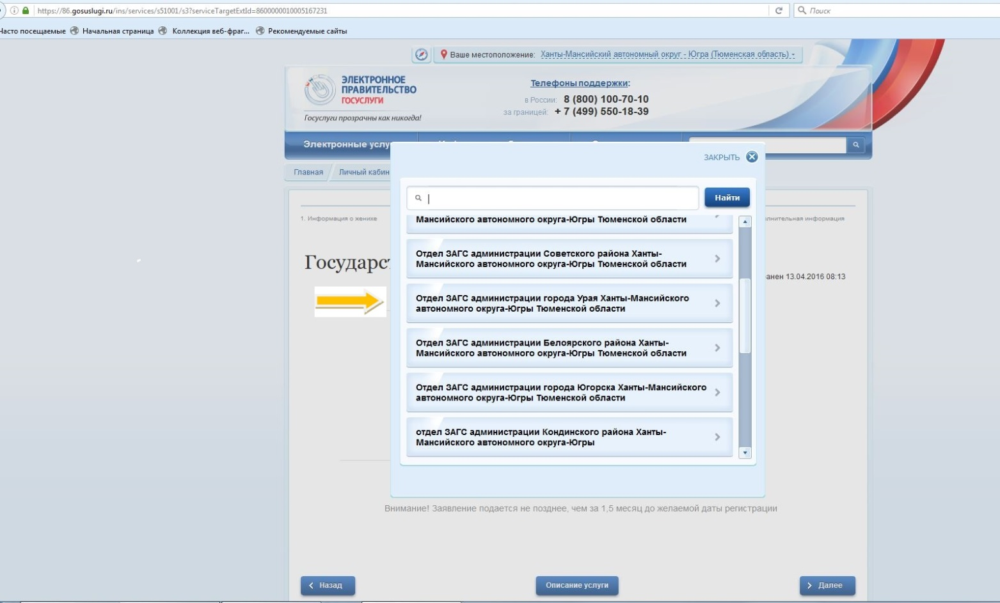 https://86.gosuslugi.ru/ins/services/s51001/s3?serviceTargetExtId=8600000010005167231
Поиск
Часто посещаемые Начальная страница Коллекция веб-фраг... Рекомендуемые сайты
Ваше местоположение: Ханты-Мансийский автономный округ - Югра (Тюменская область)
ЭЛЕКТРОННОЕ
ПРАВИТЕЛЬСТВО
ГОСУСЛУГИ
Госуслуги прозрачны как никогда!
Телефоны поддержки:
в России: 8 (800) 100-70-10
за границей: + 7 (499) 550-18-39
Электронные услу
ЗАКРЫТЬ
Главная Личный кабин
Найти
1. Информация о женихе
лнительная информация
Мансийского автономного округа-Югры Тюменской области
Отдел ЗАГС администрации Советского района Ханты-
Мансийского автономного округа-Югры Тюменской области
Государс
анен 13.04.2016 08:13
Отдел ЗАГС администрации города Урая Ханты-Мансийского
автономного округа-Югры Тюменской области
Отдел ЗАГС администрации Белоярского района Ханты-
Мансийского автономного округа-Югры Тюменской области
Отдел ЗАГС администрации города Югорска Ханты-Мансийского
автономного округа-Югры Тюменской области
отдел ЗАГС администрации Кондинского района Ханты-
Мансийского автономного округа-Югры
Внимание! Заявление подается не позднее, чем за 1,5 месяц до желаемой даты регистрации
Назад
Описание услуги
Далее